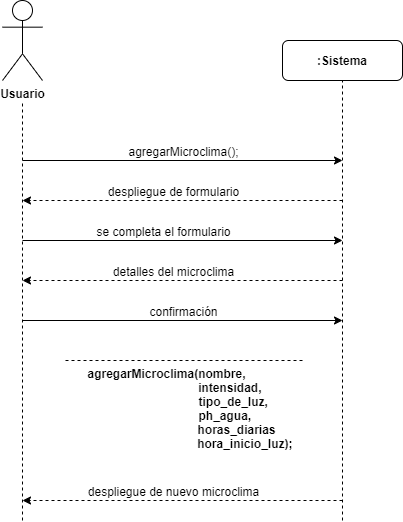 :Sistema
Usuario
agregarMicroclima();
despliegue de formulario
se completa el formulario
detalles del microclima
confirmación
agregarMicroclima(nombre,
intensidad,
tipo_de_luz,
ph_agua,
horas_diarias
hora_inicio_luz);
despliegue de nuevo microclima